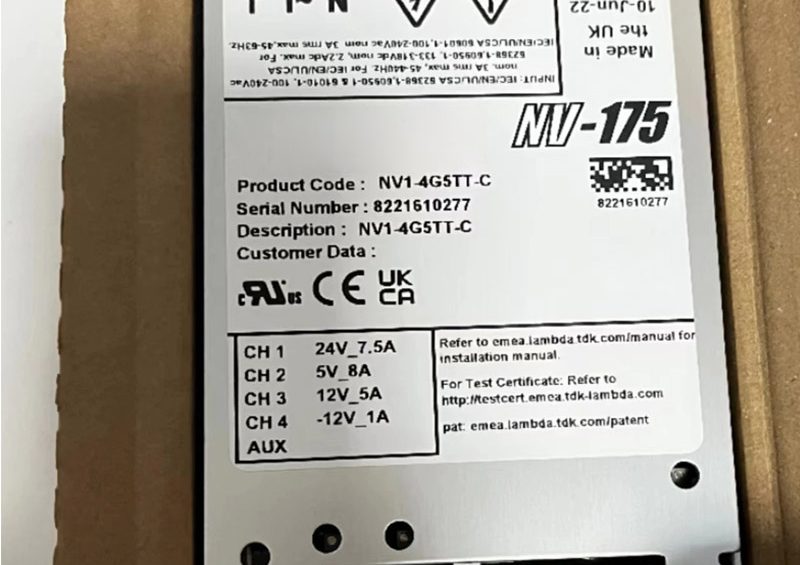 10-Jun-22
the UK
Made in
N ~ L
INPUT: IEC/EN/UL/CSA 62368-1,60950-1 & 61010-1, 100-240Vac
nom. 3A rms max, 45-440Hz. For IEC/EN/UL/CSA
62368-1,60950-1, 133-318Vdc nom, 2.2Adc max. For
IEC/EN/UL/CSA 60601-1,100-240Vac nom 3A rms max,45-63Hz.
NV-175
Product Code : NV1-4G5TT-C
Serial Number : 8221610277
Description : NV1-4G5TT-C
Customer Data :
8221610277
c RU us CE UK CA
CH 1 24V_7.5A
CH 2 5V_8A
CH 3 12V_5A
CH 4 -12V_1A
AUX
Refer to emea.lambda.tdk.com/manual for
installation manual.
For Test Certificate: Refer to
http://testcert.emea.tdk-lambda.com
pat: emea.lambda.tdk.com/patent